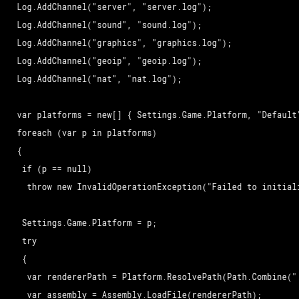 Log.AddChannel("server", "server.log");
Log.AddChannel("sound", "sound.log");
Log.AddChannel("graphics", "graphics.log");
Log.AddChannel("geoip", "geoip.log");
Log.AddChannel("nat", "nat.log");
var platforms = new[] { Settings.Game.Platform, "Default"
foreach (var p in platforms)
{
if (p == null)
throw new InvalidOperationException("Failed to initiali
Settings.Game.Platform = p;
try
{
var rendererPath = Platform.ResolvePath(Path.Combine("
var assembly = Assembly.LoadFile(rendererPath);